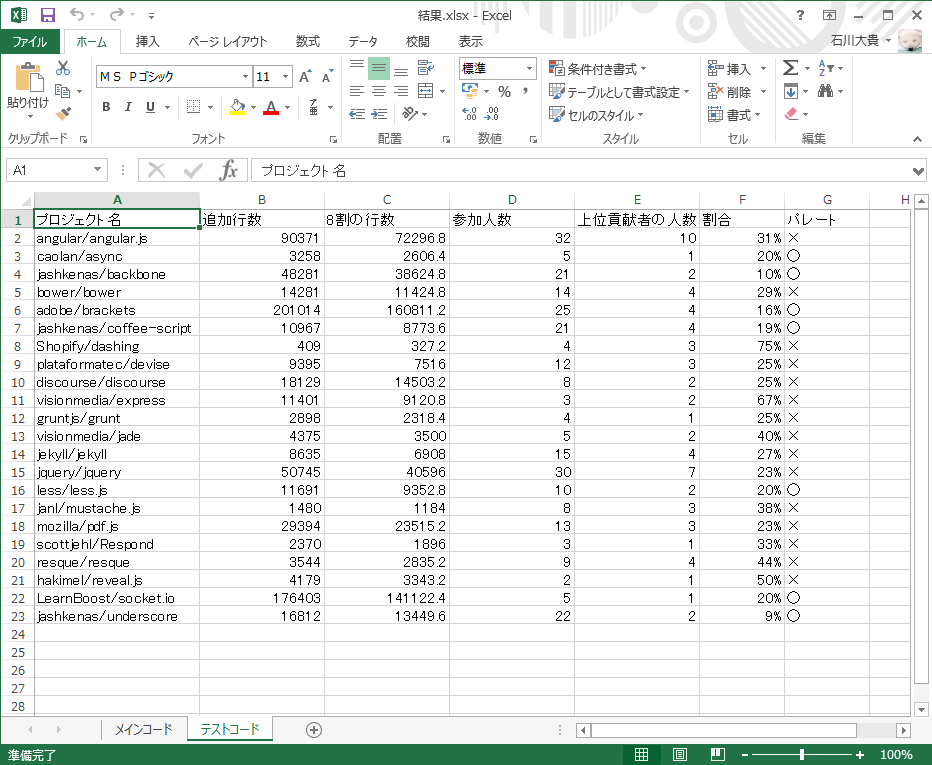 結果.xlsx - Excel
?
ファイル ホーム 挿入 ページ レイアウト 数式 データ 校閲 表示 石川大貴
貼り付け
ＭＳ Ｐゴシック 11
B I U A
標準
% ,
条件付き書式
テーブルとして書式設定
セルのスタイル
挿入
削除
書式
クリップボード フォント 配置 数値 スタイル セル 編集
A1 fx プロジェクト名
A B C D E F G H
1 プロジェクト名 追加行数 8割の行数 参加人数 上位貢献者の人数 割合 パレート
2 angular/angular.js 90371 72296.8 32 10 31% ×
3 caolan/async 3258 2606.4 5 1 20% ○
4 jashkenas/backbone 48281 38624.8 21 2 10% ○
5 bower/bower 14281 11424.8 14 4 29% ×
6 adobe/brackets 201014 160811.2 25 4 16% ○
7 jashkenas/coffee-script 10967 8773.6 21 4 19% ○
8 Shopify/dashing 409 327.2 4 3 75% ×
9 plataformatec/devise 9395 7516 12 3 25% ×
10 discourse/discourse 18129 14503.2 8 2 25% ×
11 visionmedia/express 11401 9120.8 3 2 67% ×
12 gruntjs/grunt 2898 2318.4 4 1 25% ×
13 visionmedia/jade 4375 3500 5 2 40% ×
14 jekyll/jekyll 8635 6908 15 4 27% ×
15 jquery/jquery 50745 40596 30 7 23% ×
16 less/less.js 11691 9352.8 10 2 20% ○
17 janl/mustache.js 1480 1184 8 3 38% ×
18 mozilla/pdf.js 29394 23515.2 13 3 23% ×
19 scottjehl/Respond 2370 1896 3 1 33% ×
20 resque/resque 3544 2835.2 9 4 44% ×
21 hakimel/reveal.js 4179 3343.2 2 1 50% ×
22 LearnBoost/socket.io 176403 141122.4 5 1 20% ○
23 jashkenas/underscore 16812 13449.6 22 2 9% ○
24
25
26
27
28
メインコード テストコード
準備完了 100%